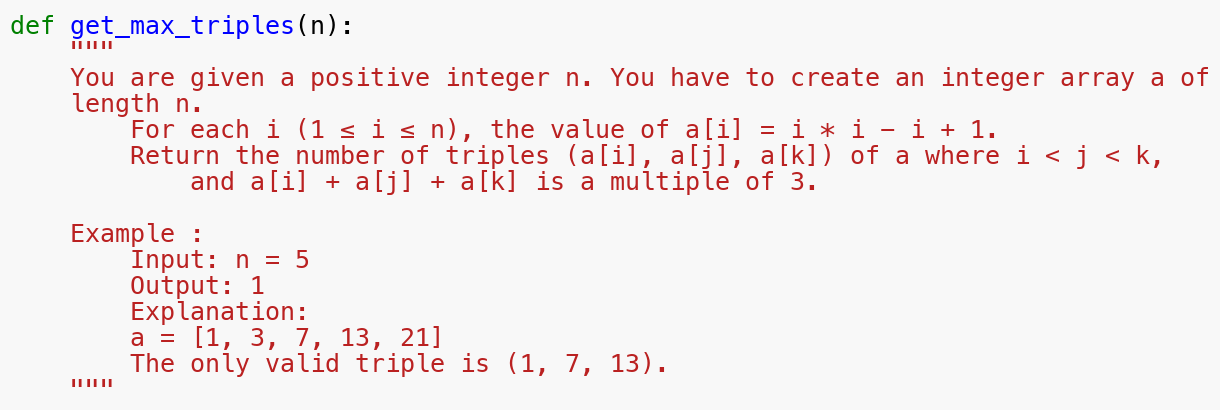 def get_max_triples(n):
    """
    You are given a positive integer n. You have to create an integer array a of
    length n.
        For each i (1 ≤ i ≤ n), the value of a[i] = i * i − i + 1.
        Return the number of triples (a[i], a[j], a[k]) of a where i < j < k,
            and a[i] + a[j] + a[k] is a multiple of 3.

    Example :
        Input: n = 5
        Output: 1
        Explanation:
        a = [1, 3, 7, 13, 21]
        The only valid triple is (1, 7, 13).
    """